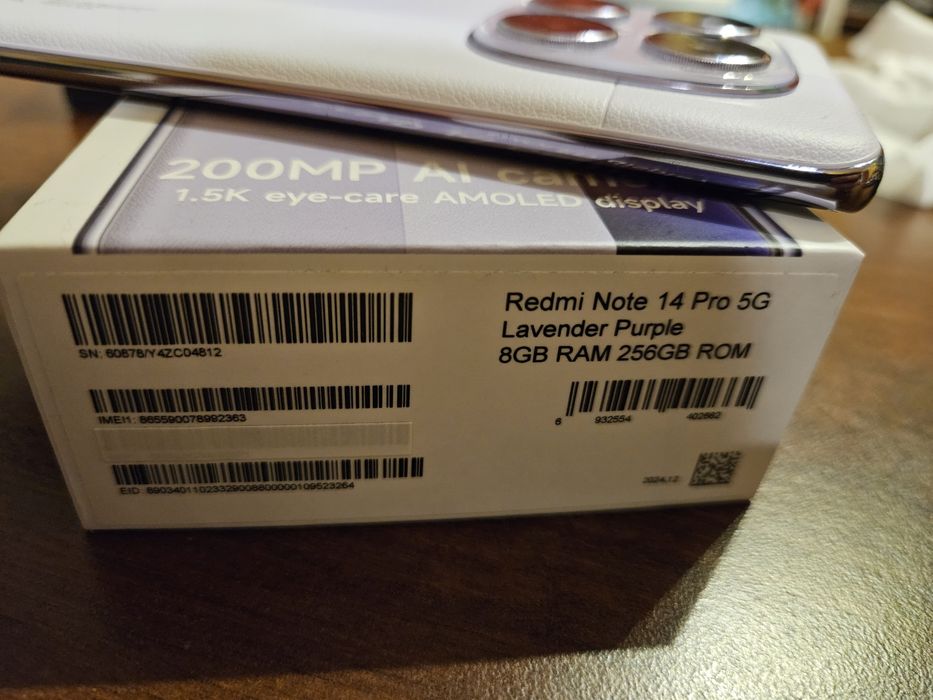 200MP AI
1.5K eye-care AMOLED display
SN: 60878/Y4ZC04812
IMEI1: 865590078992363
EID: 89034011023329008800000109523264
Redmi Note 14 Pro 5G
Lavender Purple
8GB RAM 256GB ROM
6 932554 402662
2024.12